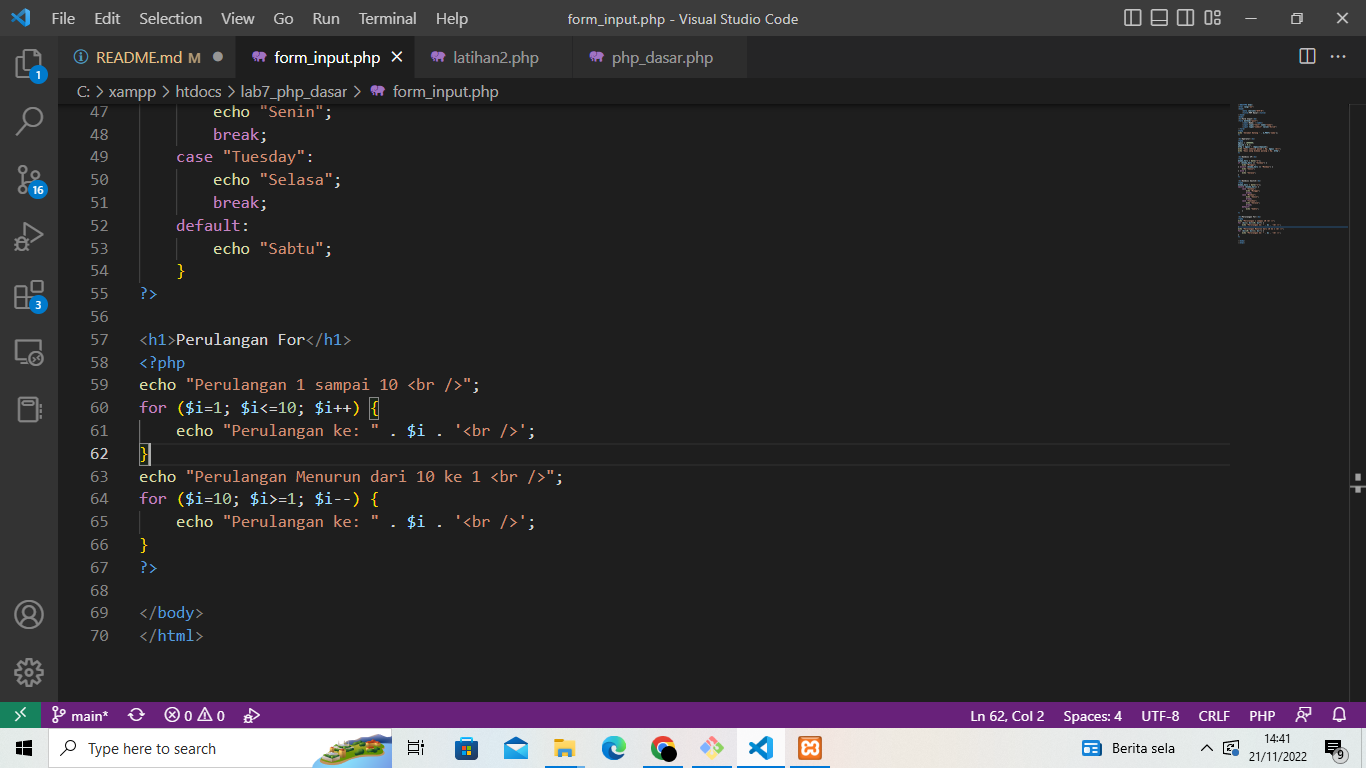 File Edit Selection View Go Run Terminal Help form_input.php - Visual Studio Code
README.md M form_input.php latihan2.php php_dasar.php
C: > xampp > htdocs > lab7_php_dasar > form_input.php
47 echo "Senin";
48 break;
49 case "Tuesday":
50 echo "Selasa";
51 break;
52 default:
53 echo "Sabtu";
54 }
55 ?>
56
57 <h1>Perulangan For</h1>
58 <?php
59 echo "Perulangan 1 sampai 10 <br />";
60 for ($i=1; $i<=10; $i++) {
61 echo "Perulangan ke: " . $i . '<br />';
62 }
63 echo "Perulangan Menurun dari 10 ke 1 <br />";
64 for ($i=10; $i>=1; $i--) {
65 echo "Perulangan ke: " . $i . '<br />';
66 }
67 ?>
68
69 </body>
70 </html>
1
16
3
main* 0 0 Ln 62, Col 2 Spaces: 4 UTF-8 CRLF PHP
Type here to search Berita sela 14:41
21/11/2022 9